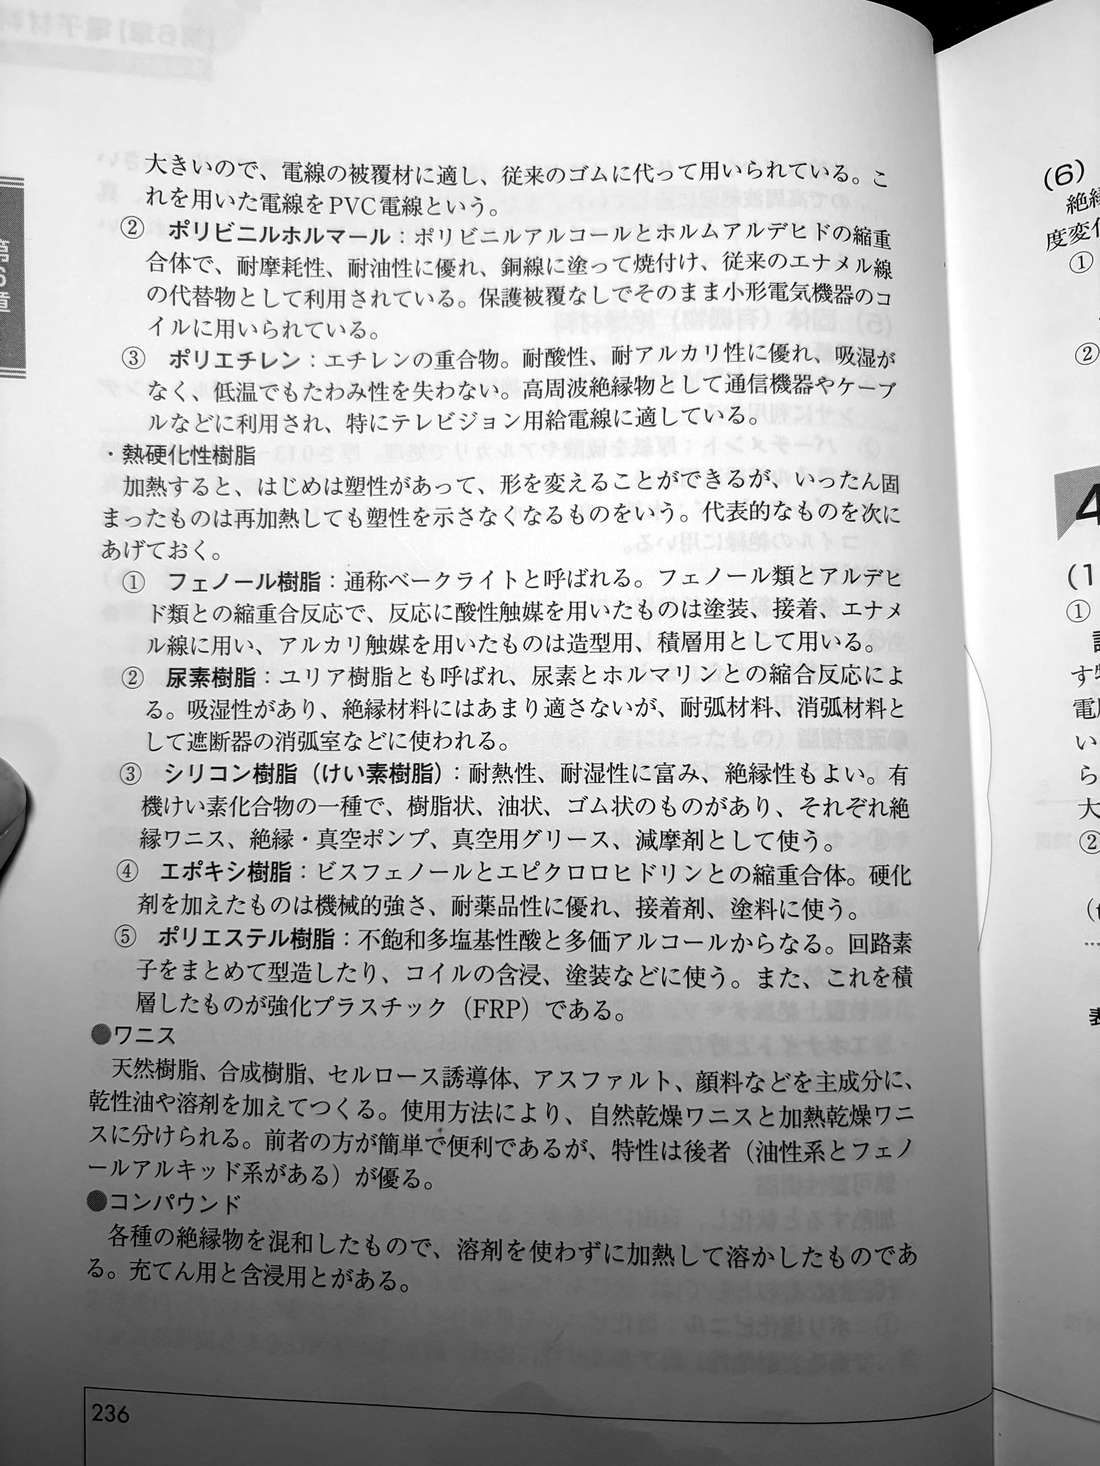 第6章
大きいので、電線の被覆材に適し、従来のゴムに代って用いられている。こ
れを用いた電線をPVC電線という。
② ポリビニルホルマール：ポリビニルアルコールとホルムアルデヒドの縮重
合体で、耐摩耗性、耐油性に優れ、銅線に塗って焼付け、従来のエナメル線
の代替物として利用されている。保護被覆なしでそのまま小形電気機器のコ
イルに用いられている。
③ ポリエチレン：エチレンの重合物。耐酸性、耐アルカリ性に優れ、吸湿が
なく、低温でもたわみ性を失わない。高周波絶縁物として通信機器やケーブ
ルなどに利用され、特にテレビジョン用給電線に適している。
・熱硬化性樹脂
加熱すると、はじめは塑性があって、形を変えることができるが、いったん固
まったものは再加熱しても塑性を示さなくなるものをいう。代表的なものを次に
あげておく。
① フェノール樹脂：通称ベークライトと呼ばれる。フェノール類とアルデヒ
ド類との縮重合反応で、反応に酸性触媒を用いたものは塗装、接着、エナメ
ル線に用い、アルカリ触媒を用いたものは造型用、積層用として用いる。
② 尿素樹脂：ユリア樹脂とも呼ばれ、尿素とホルマリンとの縮合反応によ
る。吸湿性があり、絶縁材料にはあまり適さないが、耐弧材料、消弧材料と
して遮断器の消弧室などに使われる。
③ シリコン樹脂（けい素樹脂）：耐熱性、耐湿性に富み、絶縁性もよい。有
機けい素化合物の一種で、樹脂状、油状、ゴム状のものがあり、それぞれ絶
縁ワニス、絶縁・真空ポンプ、真空用グリース、減摩剤として使う。
④ エポキシ樹脂：ビスフェノールとエピクロロヒドリンとの縮重合体。硬化
剤を加えたものは機械的強さ、耐薬品性に優れ、接着剤、塗料に使う。
⑤ ポリエステル樹脂：不飽和多塩基性酸と多価アルコールからなる。回路素
子をまとめて型造したり、コイルの含浸、塗装などに使う。また、これを積
層したものが強化プラスチック（FRP）である。
●ワニス
天然樹脂、合成樹脂、セルロース誘導体、アスファルト、顔料などを主成分に、
乾性油や溶剤を加えてつくる。使用方法により、自然乾燥ワニスと加熱乾燥ワニ
スに分けられる。前者の方が簡単で便利であるが、特性は後者（油性系とフェノ
ールアルキッド系がある）が優る。
●コンパウンド
各種の絶縁物を混和したもので、溶剤を使わずに加熱して溶かしたものであ
る。充てん用と含浸用とがある。
236
(6)
絶縁
度変化
①
②
4
(1
①
す
電
い
ら
大
②
表